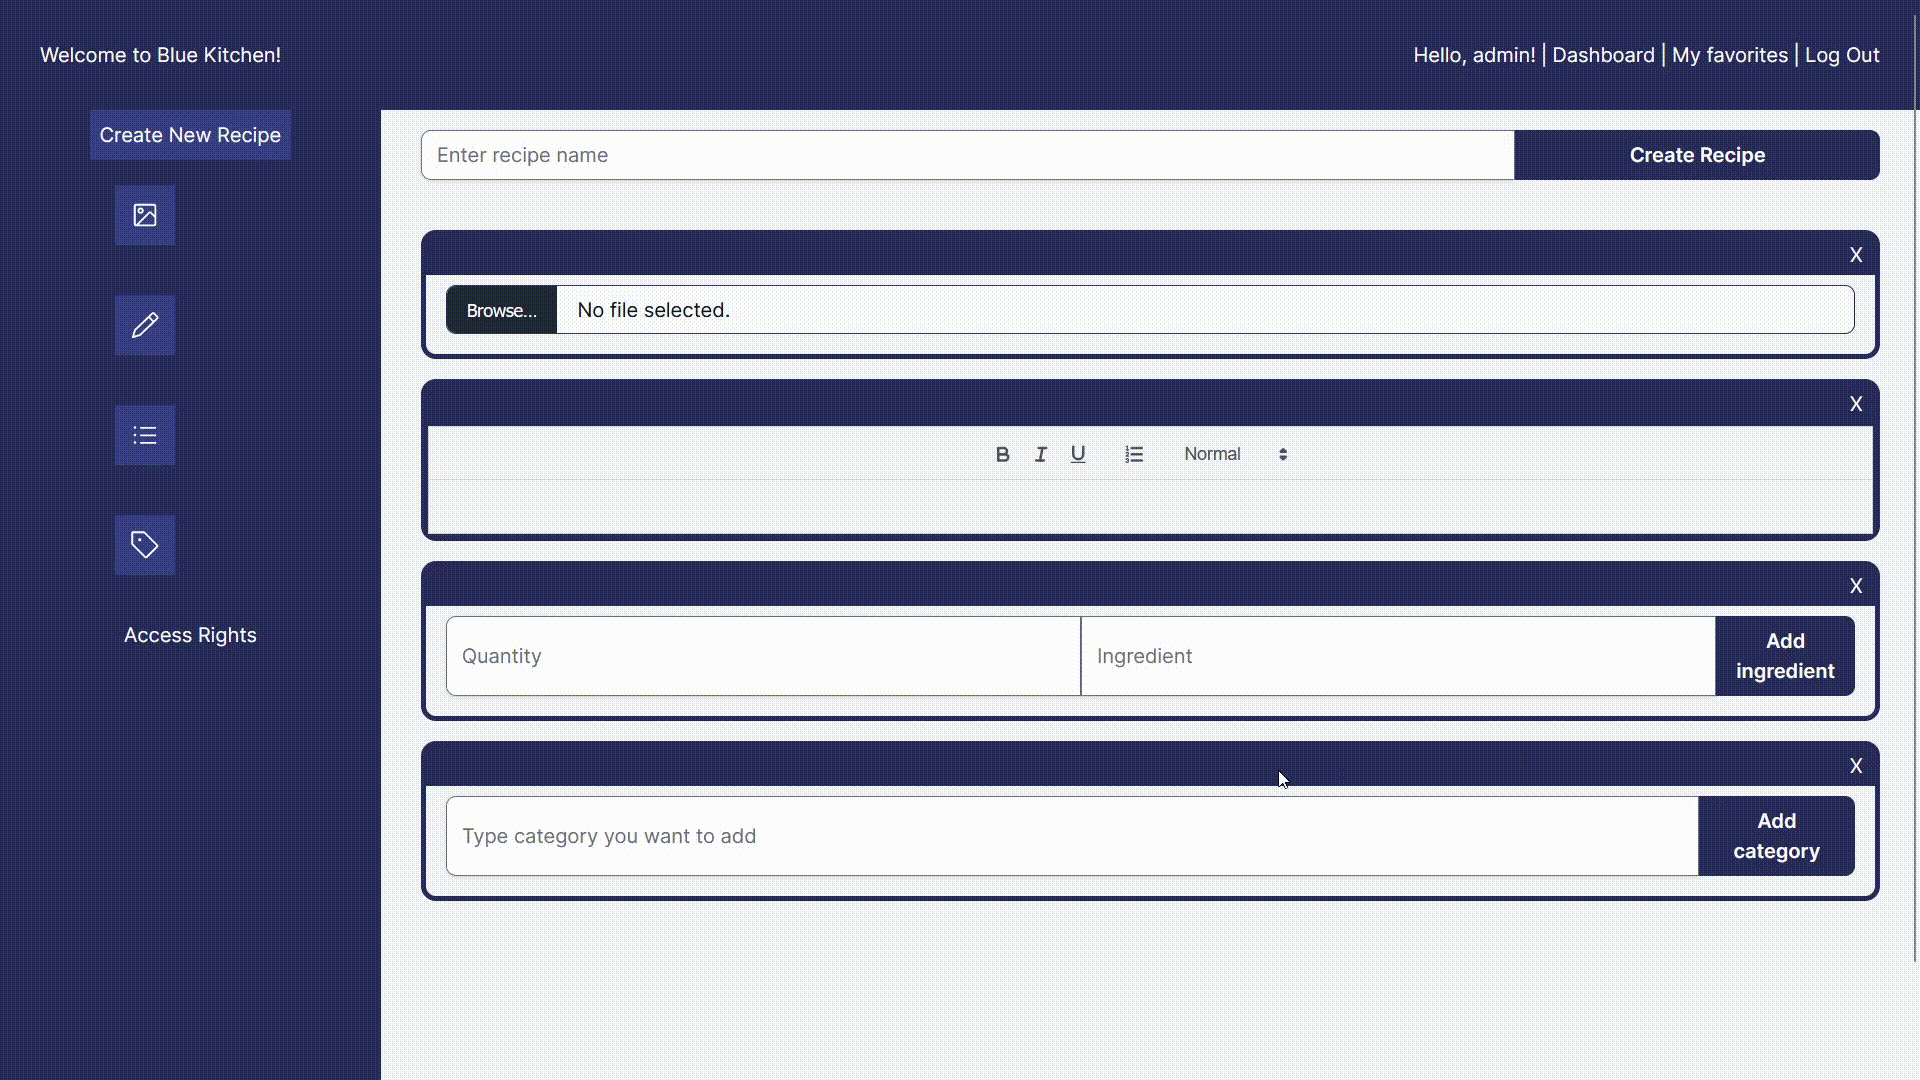 Welcome to Blue Kitchen!
Hello, admin! | Dashboard | My favorites | Log Out
Create New Recipe
Access Rights
Enter recipe name
Create Recipe
X
Browse...
No file selected.
X
B I U
Normal
X
Quantity
Ingredient
Add
ingredient
X
Type category you want to add
Add
category